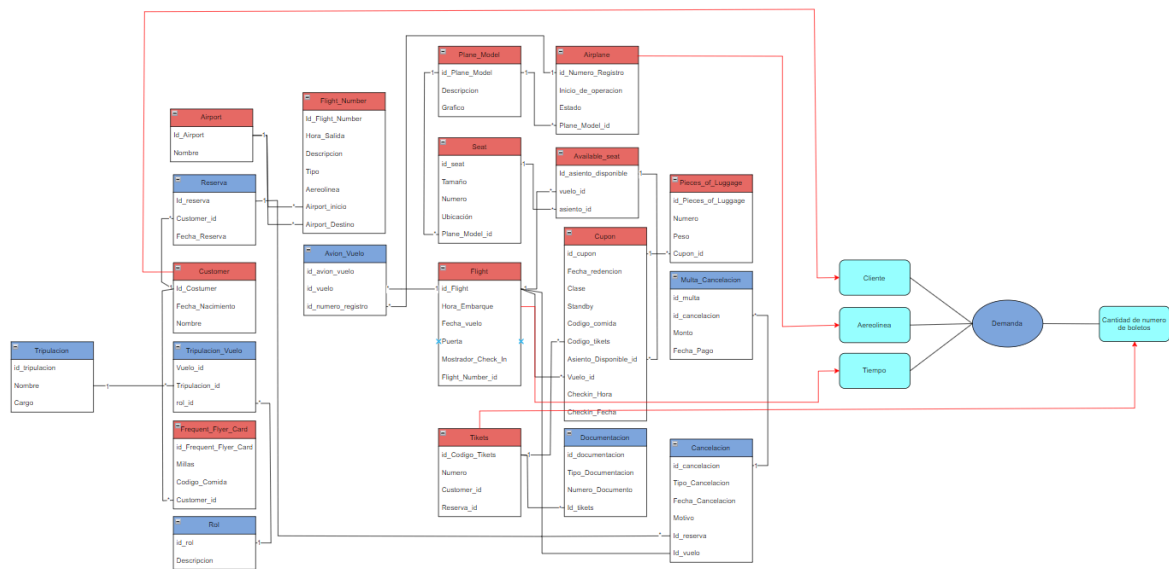 Plane_Model
id_Plane_Model
Descripcion
Grafico
Airplane
id_Numero_Registro
Inicio_de_operacion
Estado
Plane_Model_id
Flight_Number
Id_Flight_Number
Hora_Salida
Descripcion
Tipo
Aereolinea
Airport_inicio
Airport_Destino
Airport
Id_Airport
Nombre
Seat
id_seat
Tamaño
Numero
Ubicación
Plane_Model_id
Available_seat
Id_asiento_disponible
vuelo_id
asiento_id
Reserva
Id_reserva
Customer_id
Fecha_Reserva
Pieces_of_Luggage
id_Pieces_of_Luggage
Numero
Peso
Cupon_id
Cupon
id_cupon
Fecha_redencion
Clase
Standby
Codigo_comida
Codigo_tikets
Asiento_Disponible_id
Vuelo_id
Checkin_Hora
Checkin_Fecha
Avion_Vuelo
id_avion_vuelo
id_vuelo
id_numero_registro
Customer
Id_Costumer
Fecha_Nacimiento
Nombre
Flight
id_Flight
Hora_Embarque
Fecha_vuelo
Puerta
Mostrador_Check_In
Flight_Number_id
Multa_Cancelacion
id_multa
id_cancelacion
Monto
Fecha_Pago
Cliente
Aereolinea
Tiempo
Demanda
Cantidad de numero
de boletos
Tripulacion
id_tripulacion
Nombre
Cargo
Tripulacion_Vuelo
Vuelo_id
Tripulacion_id
rol_id
Frequent_Flyer_Card
id_Frequent_Flyer_Card
Millas
Codigo_Comida
Customer_id
Tikets
id_Codigo_Tikets
Numero
Customer_id
Reserva_id
Documentacion
id_documentacion
Tipo_Documentacion
Numero_Documento
Id_tikets
Cancelacion
id_cancelacion
Tipo_Cancelacion
Fecha_Cancelacion
Motivo
Id_reserva
Id_vuelo
Rol
id_rol
Descripcion